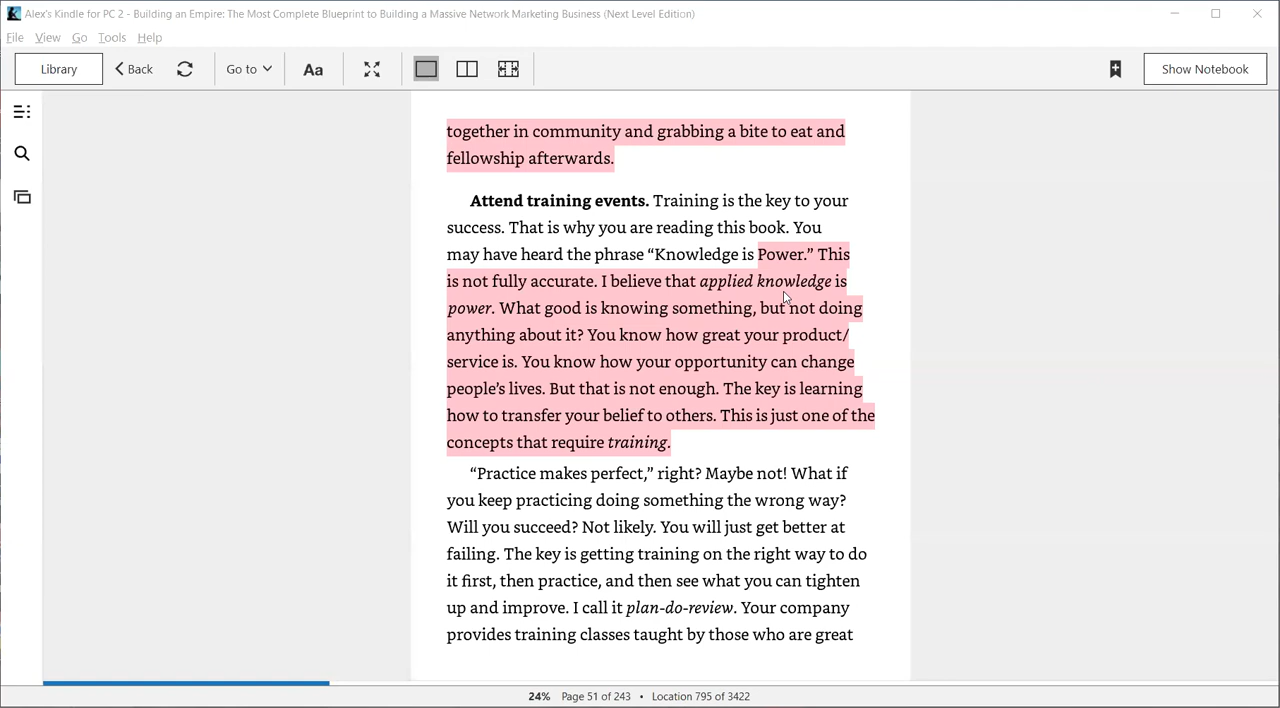 Alex's Kindle for PC 2 - Building an Empire: The Most Complete Blueprint to Building a Massive Network Marketing Business (Next Level Edition)
File View Go Tools Help
Library Back Go to Aa Show Notebook
together in community and grabbing a bite to eat and
fellowship afterwards.
Attend training events. Training is the key to your
success. That is why you are reading this book. You
may have heard the phrase “Knowledge is Power.” This
is not fully accurate. I believe that applied knowledge is
power. What good is knowing something, but not doing
anything about it? You know how great your product/
service is. You know how your opportunity can change
people’s lives. But that is not enough. The key is learning
how to transfer your belief to others. This is just one of the
concepts that require training.
“Practice makes perfect,” right? Maybe not! What if
you keep practicing doing something the wrong way?
Will you succeed? Not likely. You will just get better at
failing. The key is getting training on the right way to do
it first, then practice, and then see what you can tighten
up and improve. I call it plan-do-review. Your company
provides training classes taught by those who are great
24% Page 51 of 243 • Location 795 of 3422